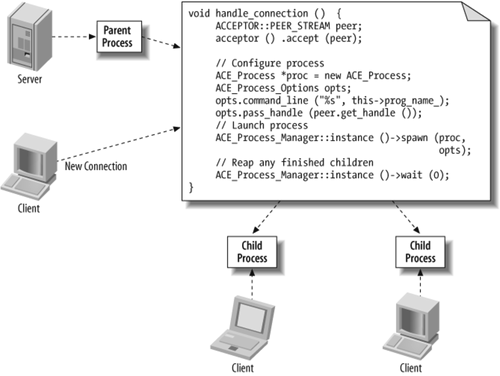 void handle_connection ()  {
ACCEPTOR::PEER_STREAM peer;
acceptor () .accept (peer);
// Configure process
ACE_Process *proc = new ACE_Process;
ACE_Process_Options opts;
opts.command_line ("%s", this->prog_name_);
opts.pass_handle (peer.get_handle ());
// Launch process
ACE_Process_Manager::instance ()->spawn (proc,
opts);
// Reap any finished children
ACE_Process_Manager::instance ()->wait (0);
}
Parent
Process
Server
New Connection
Client
Child
Process
Child
Process
Client
Client